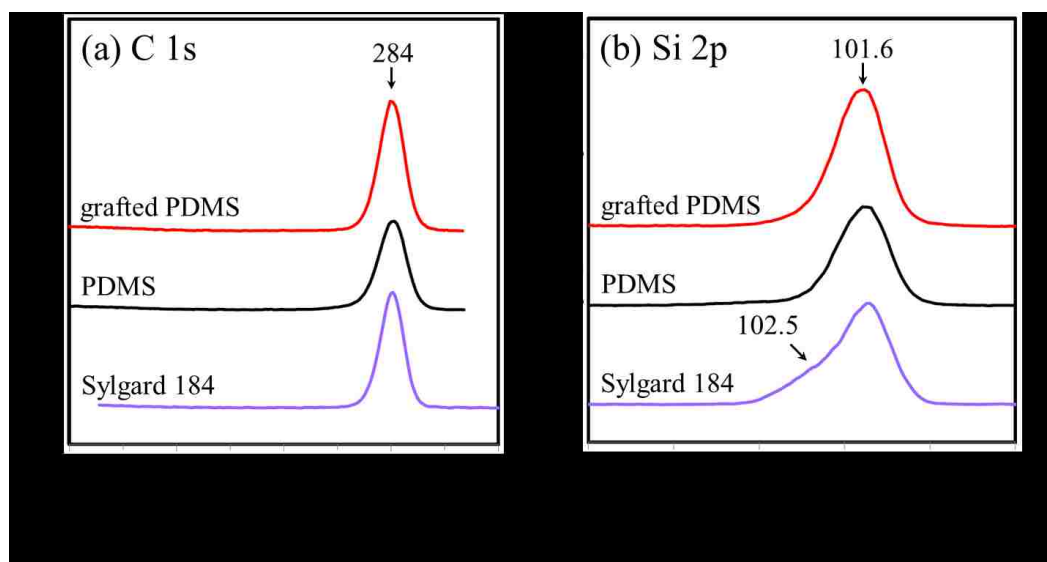 (a) C 1s
284
grafted PDMS
PDMS
Sylgard 184
(b) Si 2p
101.6
grafted PDMS
PDMS
102.5
Sylgard 184